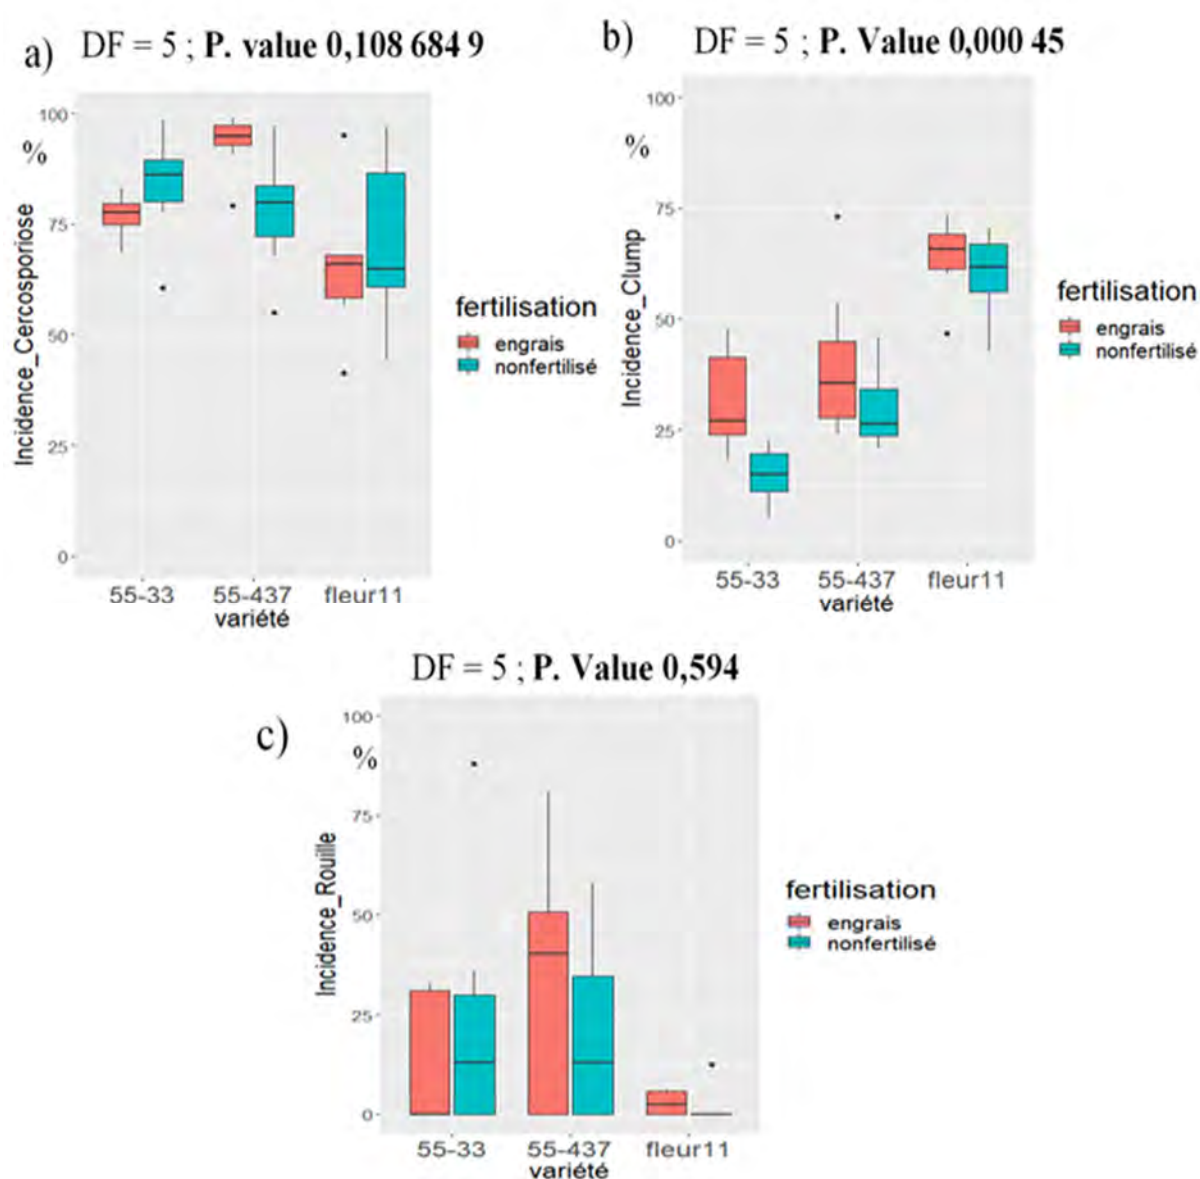 a) DF = 5 ; P. value 0,108 684 9
100
%
75
50
25
0
Incidence_Cercosporiose
55-33 55-437 fleur11
variété
fertilisation
engrais
nonfertilisé
b) DF = 5 ; P. Value 0,000 45
100
%
75
50
25
0
Incidence_Clump
55-33 55-437 fleur11
variété
fertilisation
engrais
nonfertilisé
DF = 5 ; P. Value 0,594
c)
100
%
75
50
25
0
Incidence_Rouille
55-33 55-437 fleur11
variété
fertilisation
engrais
nonfertilisé